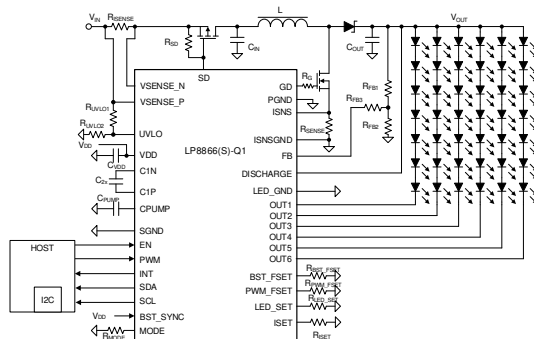 VIN
RISENSE
L
VOUT
RSD
CIN
COUT
SD
RG
GD
RFB1
VSENSE_N
PGND
VSENSE_P
ISNS
RFB3
RUVLO1
RSENSE
RFB2
RUVLO2
UVLO
ISNSGND
VDD
LP8866(S)-Q1
FB
VDD
CVDD
C1N
DISCHARGE
C2x
LED_GND
C1P
OUT1
CPUMP
CPUMP
OUT2
SGND
OUT3
HOST
EN
OUT4
PWM
OUT5
INT
OUT6
SDA
BST_FSET
RBST_FSET
I2C
SCL
PWM_FSET
RPWM_FSET
VDD
BST_SYNC
LED_SET
RLED_SET
RMODE
MODE
ISET
RISET